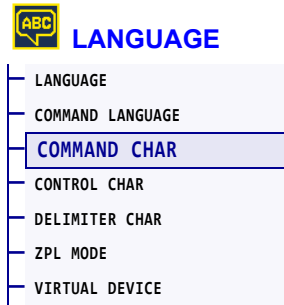 ABC
LANGUAGE
LANGUAGE
COMMAND LANGUAGE
COMMAND CHAR
CONTROL CHAR
DELIMITER CHAR
ZPL MODE
VIRTUAL DEVICE